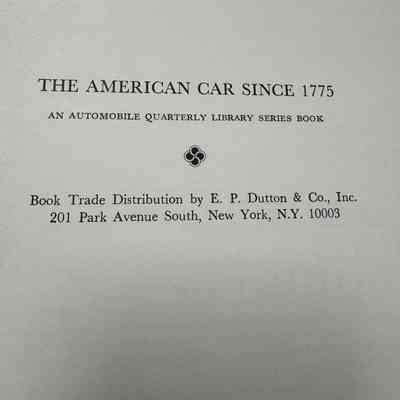 THE AMERICAN CAR SINCE 1775
AN AUTOMOBILE QUARTERLY LIBRARY SERIES BOOK
Book Trade Distribution by E. P. Dutton & Co., Inc.
201 Park Avenue South, New York, N.Y. 10003